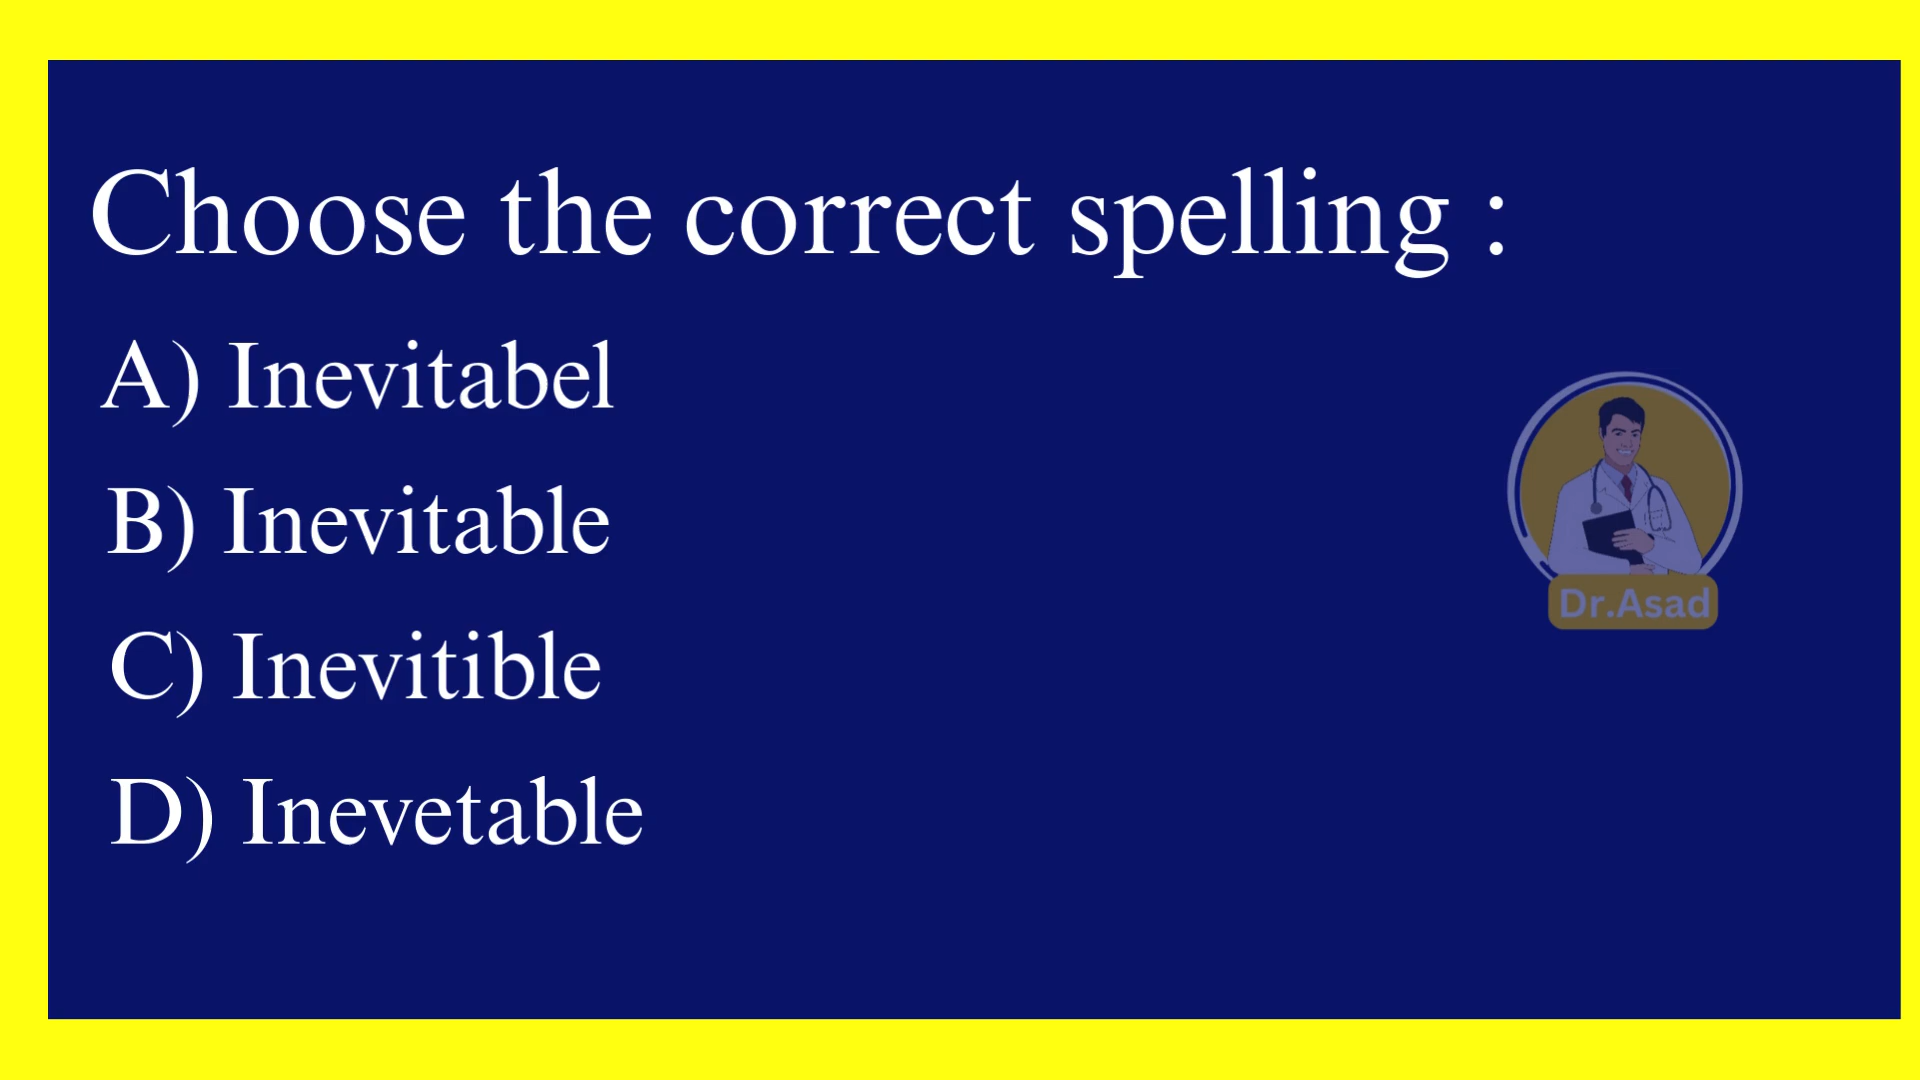 Choose the correct spelling :
A) Inevitabel
B) Inevitable
C) Inevitible
D) Inevetable
Dr.Asad